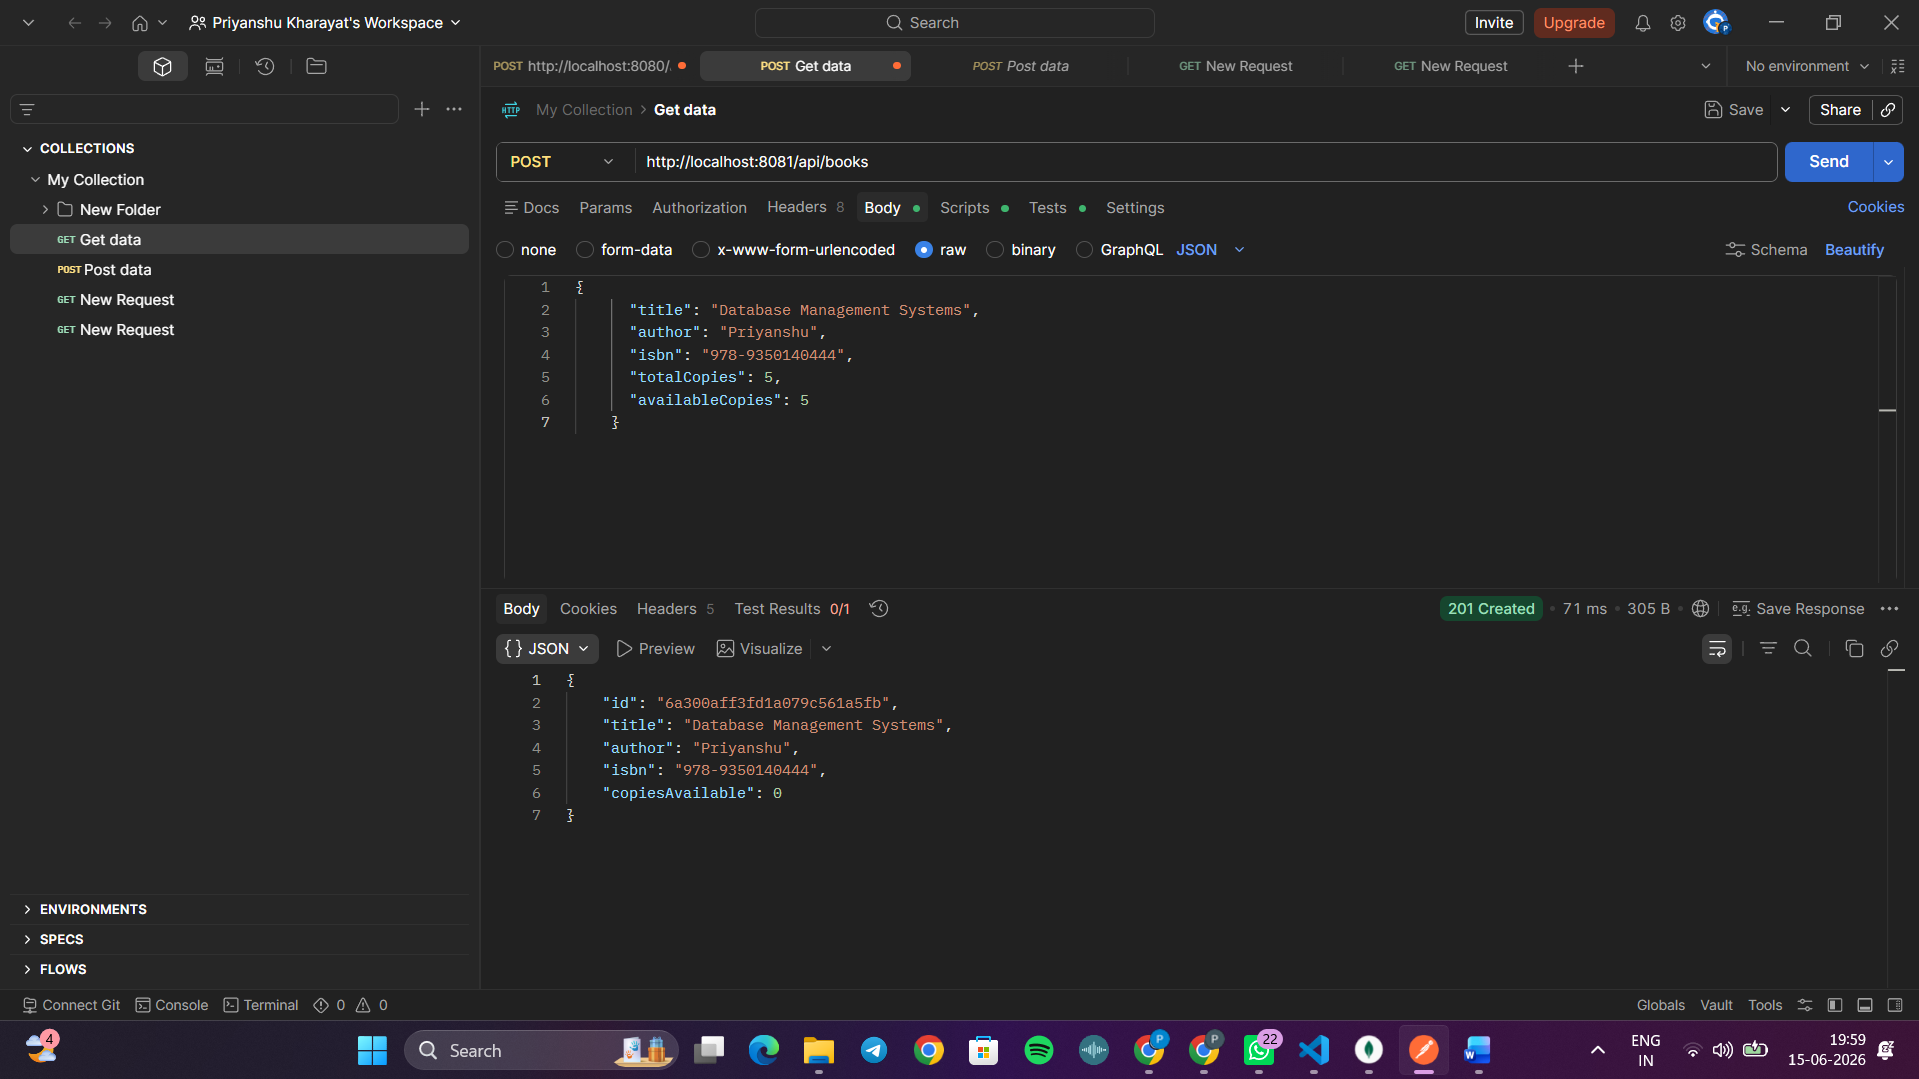 Priyanshu Kharayat's Workspace
Search
Invite
Upgrade
POST http://localhost:8080/.
POST Get data
POST Post data
GET New Request
GET New Request
No environment
HTTP My Collection > Get data
Save
Share
COLLECTIONS
My Collection
New Folder
GET Get data
POST Post data
GET New Request
GET New Request
POST
http://localhost:8081/api/books
Send
Docs Params Authorization Headers 8 Body Scripts Tests Settings
Cookies
none form-data x-www-form-urlencoded raw binary GraphQL JSON
Schema Beautify
1 {
2 "title": "Database Management Systems",
3 "author": "Priyanshu",
4 "isbn": "978-9350140444",
5 "totalCopies": 5,
6 "availableCopies": 5
7 }
Body Cookies Headers 5 Test Results 0/1
201 Created • 71 ms • 305 B • e.g. Save Response
{} JSON Preview Visualize
1 {
2 "id": "6a300aff3fd1a079c561a5fb",
3 "title": "Database Management Systems",
4 "author": "Priyanshu",
5 "isbn": "978-9350140444",
6 "copiesAvailable": 0
7 }
ENVIRONMENTS
SPECS
FLOWS
Connect Git Console Terminal 0 0
Globals Vault Tools
4
Search
P
P
22
W
ENG
IN
19:59
15-06-2026